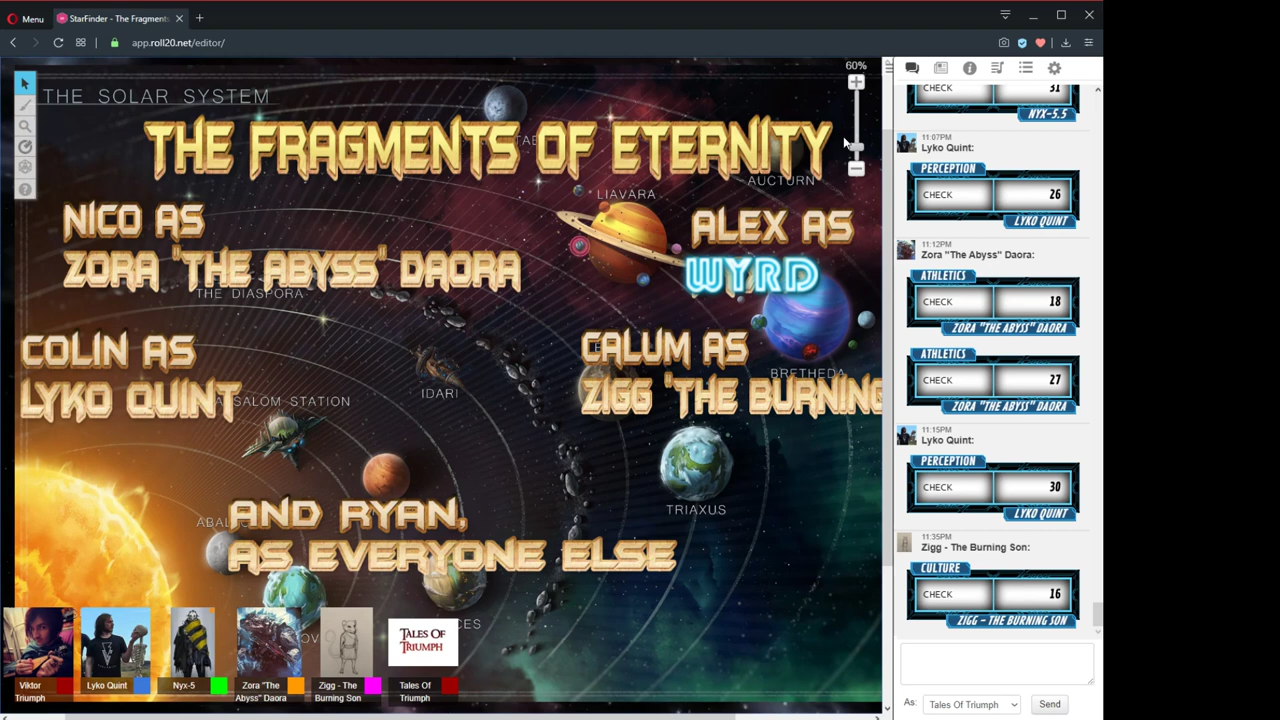 Menu
StarFinder - The Fragments
app.roll20.net/editor/
60%
THE SOLAR SYSTEM
THE FRAGMENTS OF ETERNITY
AUCTURN
LIAVARA
NICO AS
ZORA "THE ABYSS" DAORA
ALEX AS
WYRD
THE DIASPORA
COLIN AS
LYKO QUINT
CALUM AS
ZIGG 'THE BURNING
BRETHEDA
IDARI
SALOM STATION
TRIAXUS
AND RYAN,
AS EVERYONE ELSE
TALES OF
TRIUMPH
Viktor
Triumph
Lyko Quint
Nyx-5
Zora "The
Abyss" Daora
Zigg - The
Burning Son
Tales Of
Triumph
CHECK 31
NYX-5.5
11:07PM
Lyko Quint:
PERCEPTION
CHECK 26
LYKO QUINT
11:12PM
Zora "The Abyss" Daora:
ATHLETICS
CHECK 18
ZORA "THE ABYSS" DAORA
ATHLETICS
CHECK 27
ZORA "THE ABYSS" DAORA
11:15PM
Lyko Quint:
PERCEPTION
CHECK 30
LYKO QUINT
11:35PM
Zigg - The Burning Son:
CULTURE
CHECK 16
ZIGG - THE BURNING SON
As: Tales Of Triumph
Send